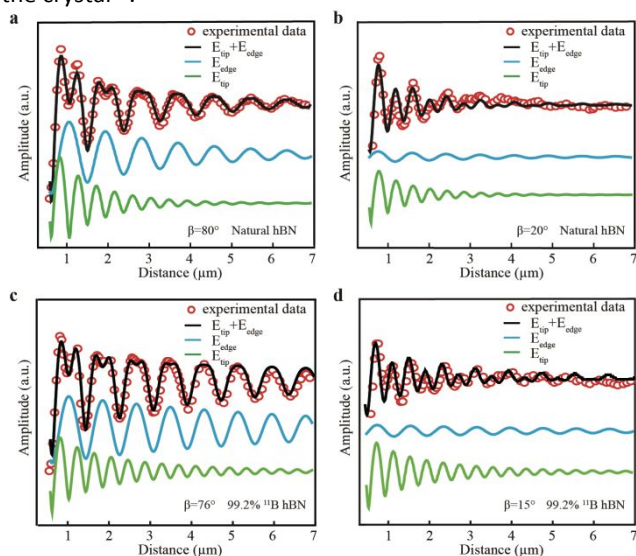 the crystal
a
experimental data
E_tip+E_edge
E_edge
E_tip
Amplitude (a.u.)
β=80° Natural hBN
1 2 3 4 5 6 7
Distance (µm)
b
experimental data
E_tip+E_edge
E_edge
E_tip
Amplitude (a.u.)
β=20° Natural hBN
1 2 3 4 5 6 7
Distance (µm)
c
experimental data
E_tip+E_edge
E_edge
E_tip
Amplitude (a.u.)
β=76° 99.2% ¹¹B hBN
1 2 3 4 5 6 7
Distance (µm)
d
experimental data
E_tip+E_edge
E_edge
E_tip
Amplitude (a.u.)
β=15° 99.2% ¹¹B hBN
1 2 3 4 5 6 7
Distance (µm)